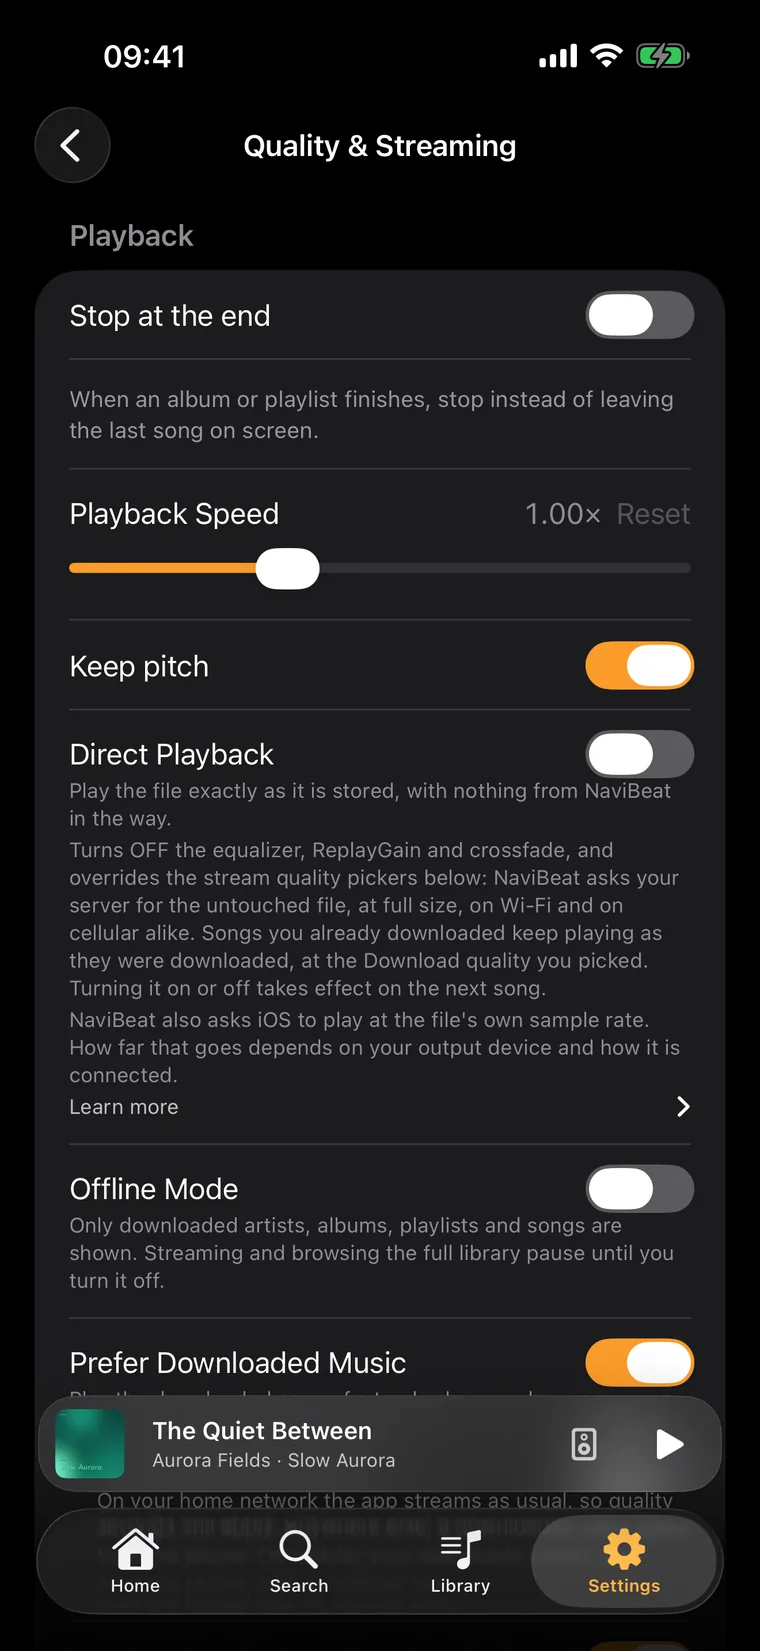 09:41
Quality & Streaming
Playback
Stop at the end
When an album or playlist finishes, stop instead of leaving
the last song on screen.
Playback Speed
1.00× Reset
Keep pitch
Direct Playback
Play the file exactly as it is stored, with nothing from NaviBeat
in the way.
Turns OFF the equalizer, ReplayGain and crossfade, and
overrides the stream quality pickers below: NaviBeat asks your
server for the untouched file, at full size, on Wi-Fi and on
cellular alike. Songs you already downloaded keep playing as
they were downloaded, at the Download quality you picked.
Turning it on or off takes effect on the next song.
NaviBeat also asks iOS to play at the file's own sample rate.
How far that goes depends on your output device and how it is
connected.
Learn more
Offline Mode
Only downloaded artists, albums, playlists and songs are
shown. Streaming and browsing the full library pause until you
turn it off.
Prefer Downloaded Music
The Quiet Between
Aurora Fields · Slow Aurora
On your home network the app streams as usual, so quality
Home
Search
Library
Settings